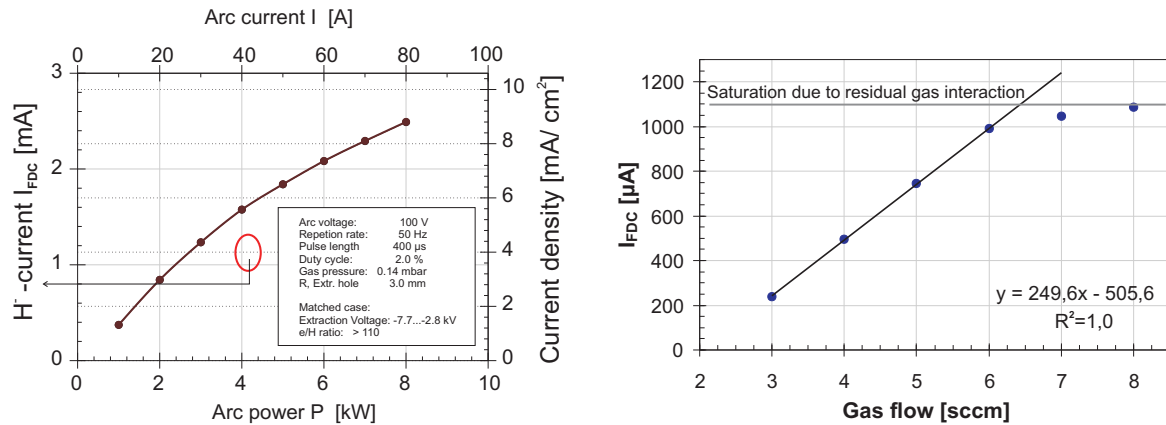 Arc current I [A]
0 20 40 60 80 100
3
2
1
0
H⁻-current I_FDC [mA]
10
8
6
4
2
0
Current density [mA/ cm²]
Arc voltage: 100 V
Repetion rate: 50 Hz
Pulse length 400 µs
Duty cycle: 2.0 %
Gas pressure: 0.14 mbar
R, Extr. hole 3.0 mm
Matched case:
Extraction Voltage: -7.7...-2.8 kV
e/H ratio: > 110
0 2 4 6 8 10
Arc power P [kW]
1200
1000
800
600
400
200
0
I_FDC [µA]
Saturation due to residual gas interaction
y = 249,6x - 505,6
R²=1,0
2 3 4 5 6 7 8
Gas flow [sccm]